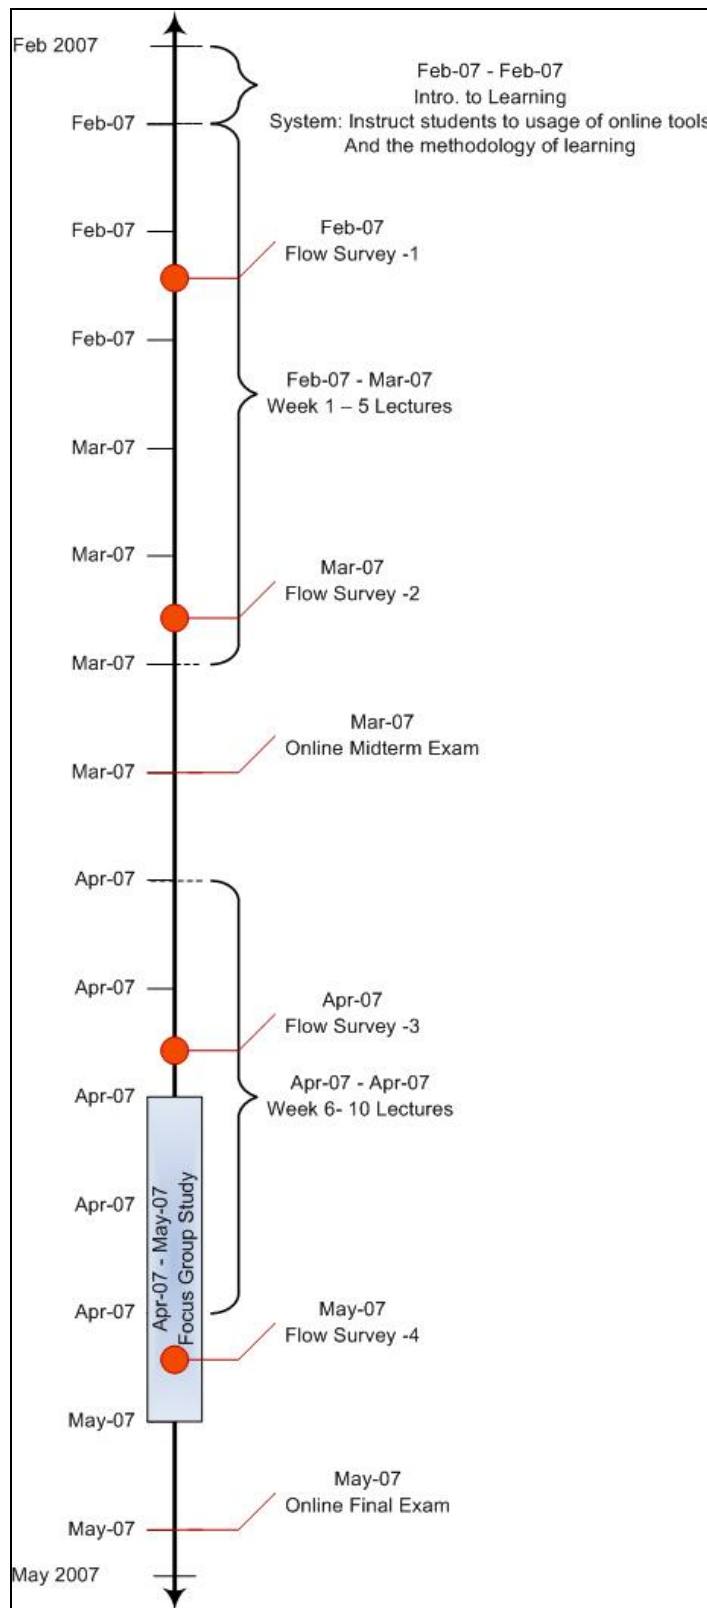 Feb 2007
Feb-07 - Feb-07
Intro. to Learning
System: Instruct students to usage of online tools
And the methodology of learning
Feb-07
Feb-07
Feb-07
Flow Survey -1
Feb-07
Feb-07 - Mar-07
Week 1 – 5 Lectures
Mar-07
Mar-07
Mar-07
Flow Survey -2
Mar-07
Mar-07
Online Midterm Exam
Mar-07
Apr-07
Apr-07
Apr-07
Flow Survey -3
Apr-07
Apr-07 - Apr-07
Week 6- 10 Lectures
Apr-07 - May-07
Focus Group Study
Apr-07
Apr-07
May-07
Flow Survey -4
May-07
May-07
Online Final Exam
May-07
May 2007